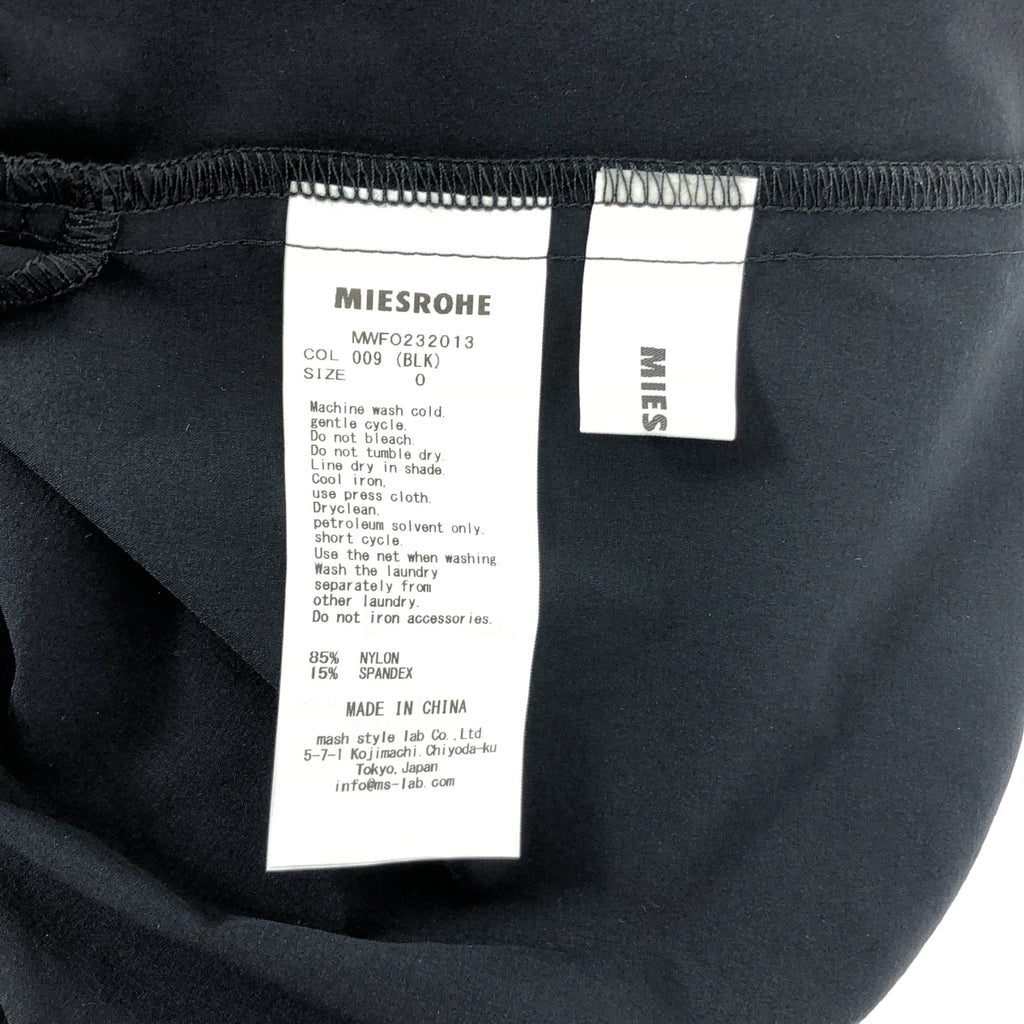 MIESROHE
MWFO232013
COL 009 (BLK)
SIZE 0
Machine wash cold,
gentle cycle.
Do not bleach.
Do not tumble dry.
Line dry in shade.
Cool iron,
use press cloth.
Dryclean,
petroleum solvent only,
short cycle.
Use the net when washing.
Wash the laundry
separately from
other laundry.
Do not iron accessories.
85% NYLON
15% SPANDEX
MADE IN CHINA
mash style lab Co.,Ltd.
5-7-1 Kojimachi.Chiyoda-ku
Tokyo,Japan
info@ms-lab.com
MIES